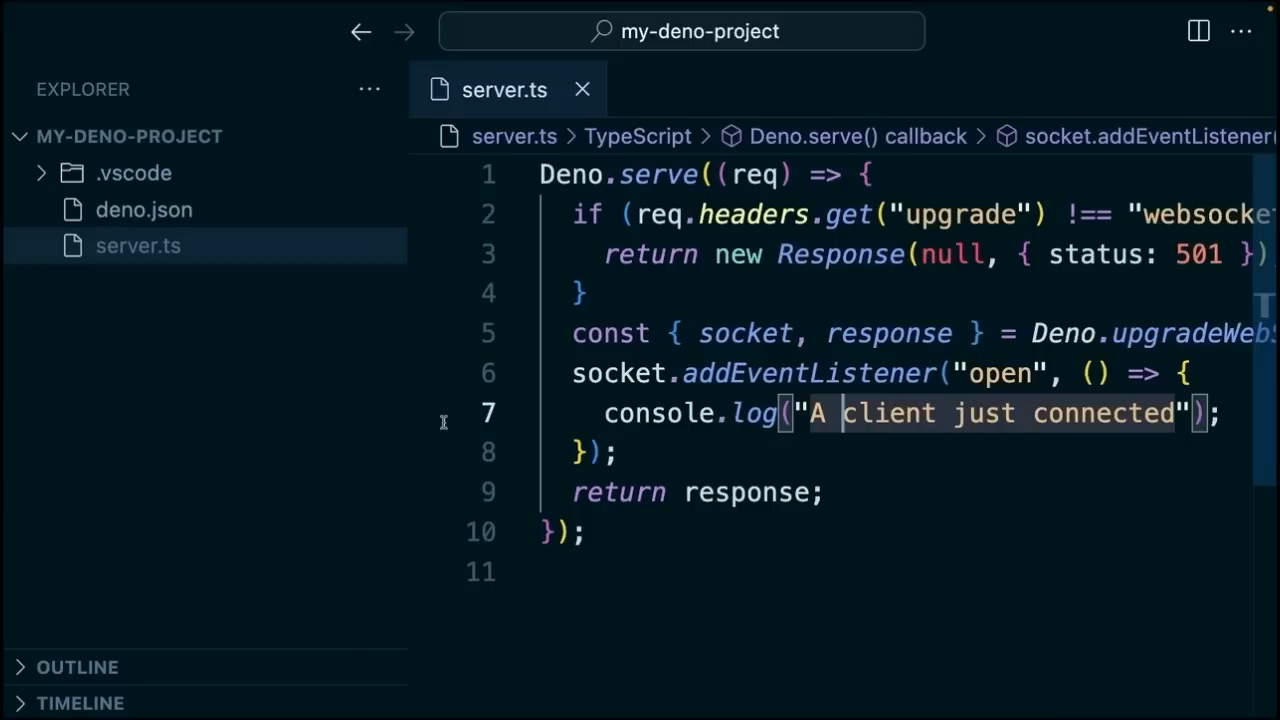 my-deno-project
EXPLORER
server.ts
MY-DENO-PROJECT
server.ts > TypeScript > Deno.serve() callback > socket.addEventListener(
.vscode
deno.json
server.ts
1 Deno.serve((req) => {
2 if (req.headers.get("upgrade") !== "websocke
3 return new Response(null, { status: 501 })
4 }
5 const { socket, response } = Deno.upgradeWebS
6 socket.addEventListener("open", () => {
7 console.log("A client just connected");
8 });
9 return response;
10 });
11
OUTLINE
TIMELINE